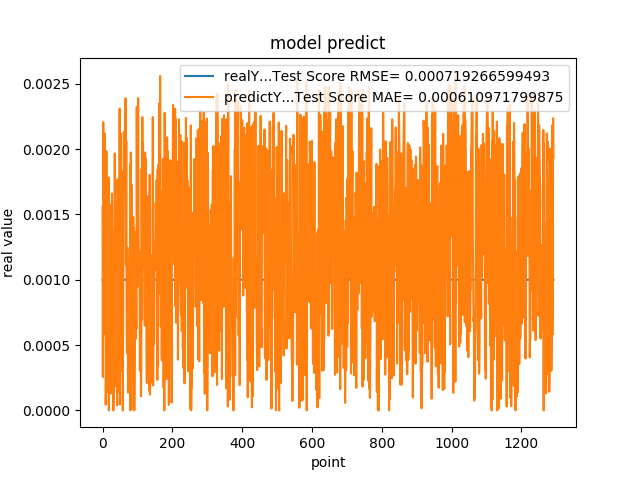 model predict
realY...Test Score RMSE= 0.000719266599493
predictY...Test Score MAE= 0.000610971799875
real value
0.0025
0.0020
0.0015
0.0010
0.0005
0.0000
0 200 400 600 800 1000 1200
point